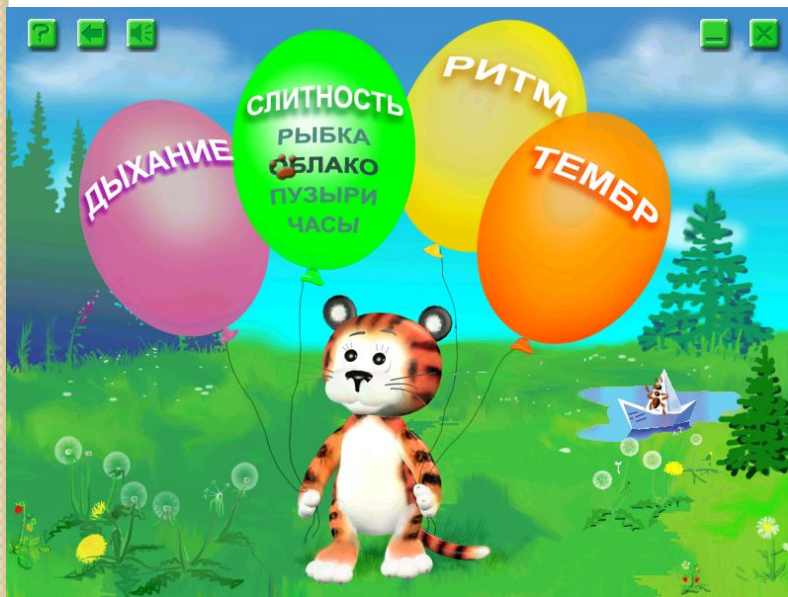 ?
ДЫХАНИЕ
СЛИТНОСТЬ
РЫБКА
ОБЛАКО
ПУЗЫРИ
ЧАСЫ
РИТМ
ТЕМБР